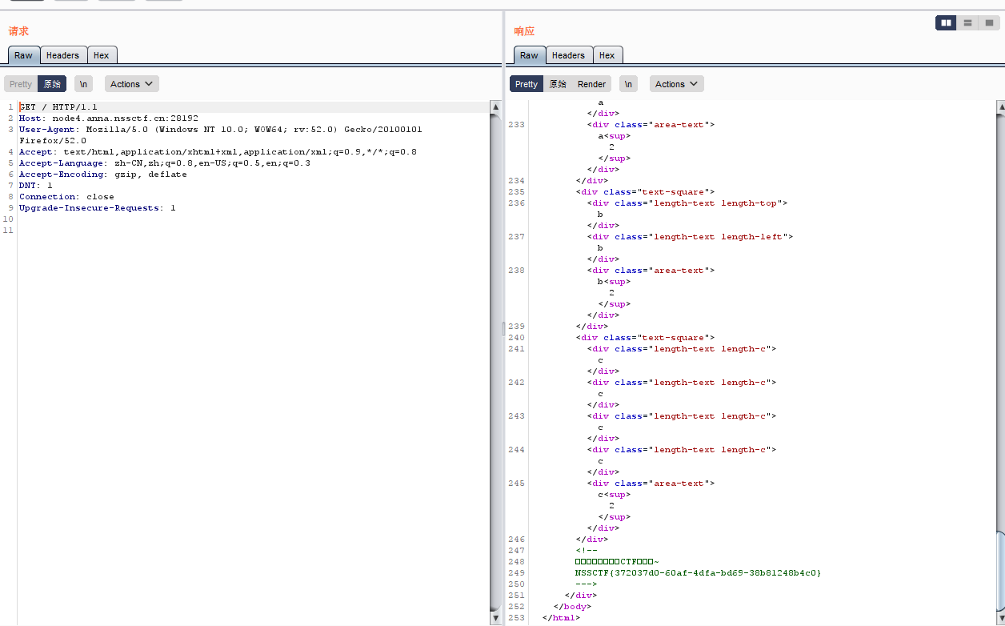 请求
Raw Headers Hex
Pretty 原始 \n Actions
1 GET / HTTP/1.1
2 Host: node4.anna.nssctf.cn:28192
3 User-Agent: Mozilla/5.0 (Windows NT 10.0; WOW64; rv:52.0) Gecko/20100101
Firefox/52.0
4 Accept: text/html,application/xhtml+xml,application/xml;q=0.9,*/*;q=0.8
5 Accept-Language: zh-CN,zh;q=0.8,en-US;q=0.5,en;q=0.3
6 Accept-Encoding: gzip, deflate
7 DNT: 1
8 Connection: close
9 Upgrade-Insecure-Requests: 1
10
11
响应
Raw Headers Hex
Pretty 原始 Render \n Actions
a
</div>
233 <div class="area-text">
a<sup>
2
</sup>
</div>
234 </div>
235 <div class="text-square">
236 <div class="length-text length-top">
b
</div>
237 <div class="length-text length-left">
b
</div>
238 <div class="area-text">
b<sup>
2
</sup>
</div>
239 </div>
240 <div class="text-square">
241 <div class="length-text length-c">
c
</div>
242 <div class="length-text length-c">
c
</div>
243 <div class="length-text length-c">
c
</div>
244 <div class="length-text length-c">
c
</div>
245 <div class="area-text">
c<sup>
2
</sup>
</div>
246 </div>
247 <!--
248 □□□□□□□□CTF□□□~
249 NSSCTF{372037d0-60af-4dfa-bd69-38b81248b4c0}
250 --->
251 </div>
252 </body>
253 </html>